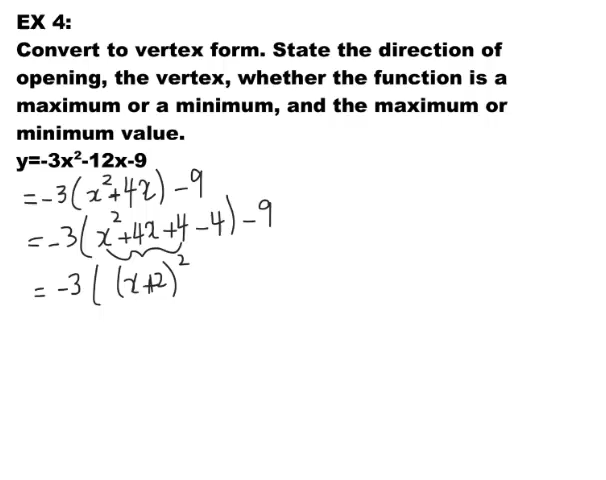 EX 4:
Convert to vertex form. State the direction of
opening, the vertex, whether the function is a
maximum or a minimum, and the maximum or
minimum value.
y=-3x²-12x-9
=-3(x²+4x)-9
=-3(x²+4x+4-4)-9
=-3((x+2)²